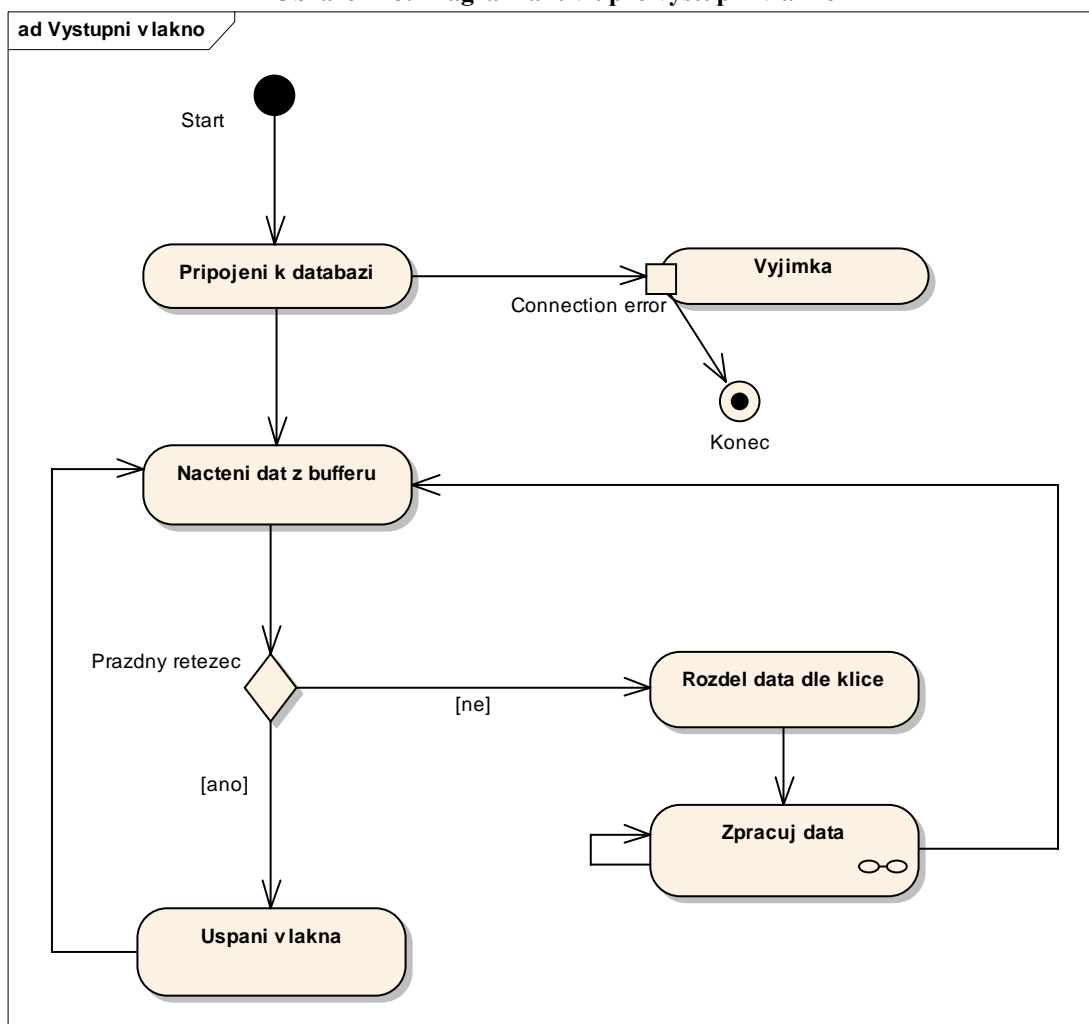 ad Vystupni vlakno
Start
Pripojeni k databazi
Vyjimka
Connection error
Konec
Nacteni dat z bufferu
Prazdny retezec
[ne]
Rozdel data dle klice
[ano]
Zpracuj data
Uspani vlakna